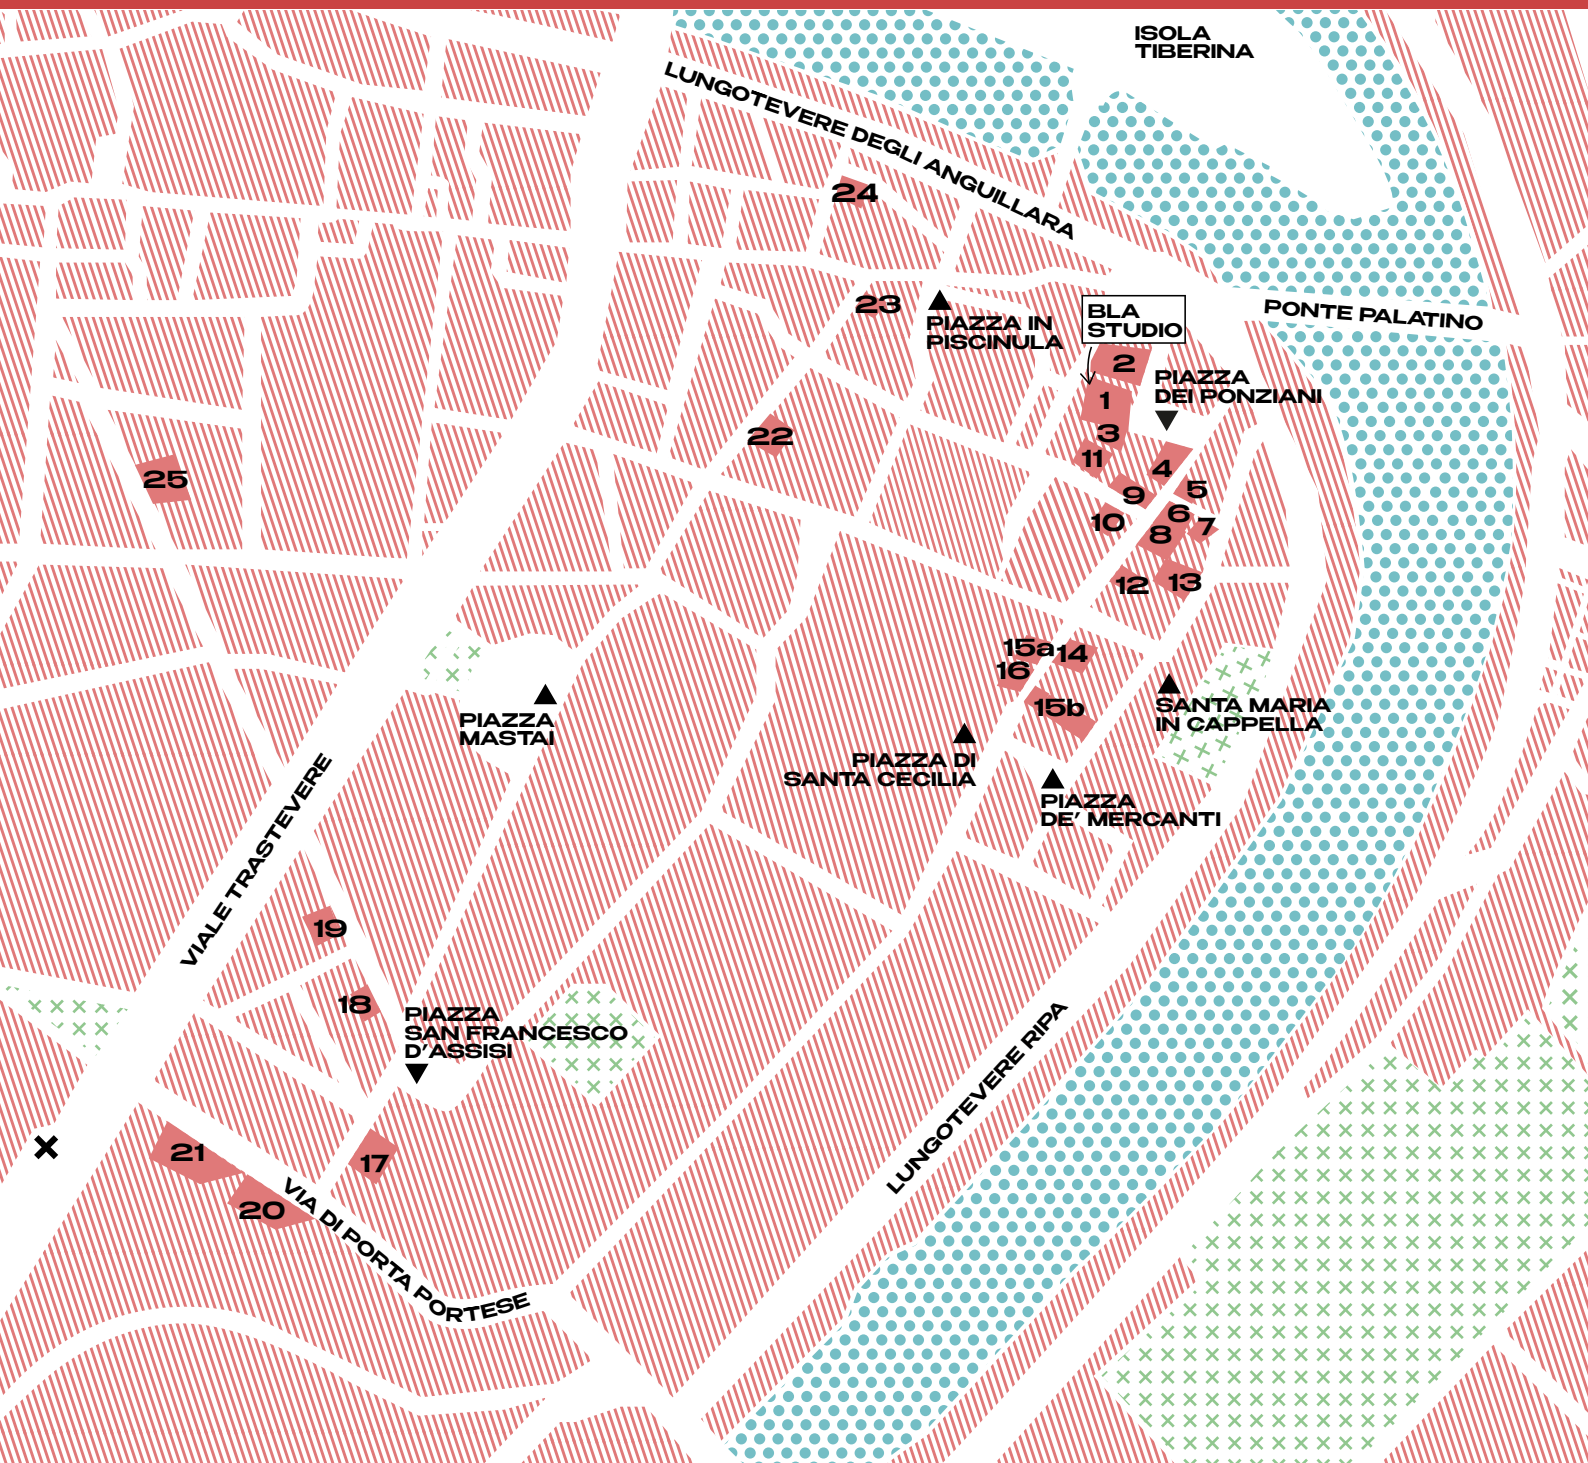 ISOLA
TIBERINA
LUNGOTEVERE DEGLI ANGUILLARA
24
23
PIAZZA IN
PISCINULA
BLA
STUDIO
PONTE PALATINO
2
PIAZZA
DEI PONZIANI
1
3
11
4
22
25
9
5
10
6
7
8
12
13
15a
14
16
15b
PIAZZA
MASTAI
SANTA MARIA
IN CAPPELLA
PIAZZA DI
SANTA CECILIA
PIAZZA
DE' MERCANTI
VIALE TRASTEVERE
19
18
PIAZZA
SAN FRANCESCO
D'ASSISI
LUNGOTEVERE RIPA
21
17
20
VIA DI PORTA PORTESE